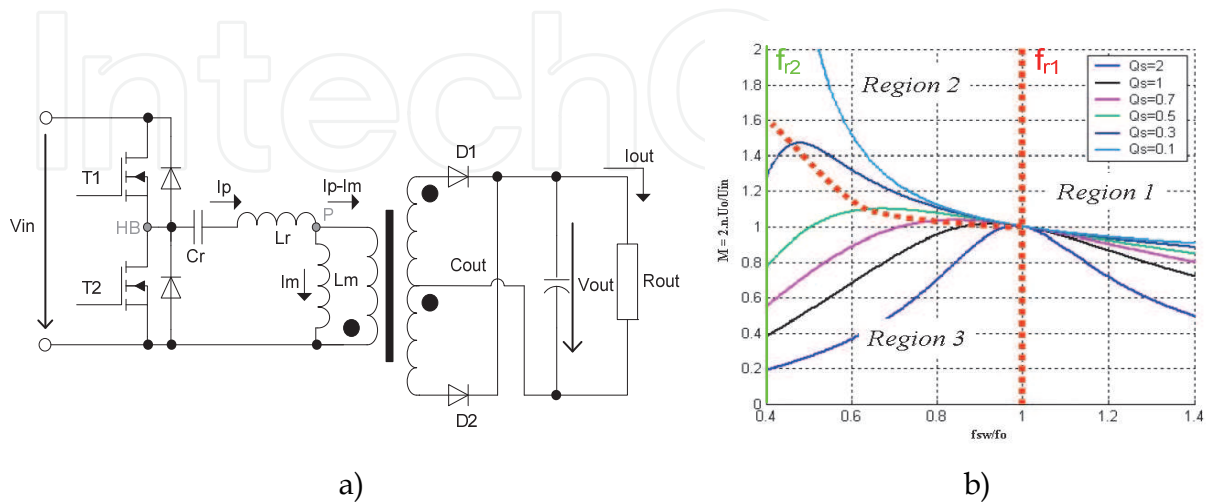 IntechO
T1
HB
T2
Vin
Cr
Ip
Lr
Ip-Im
P
Im
Lm
D1
Cout
D2
Vout
Iout
Rout
a)
fr2
fr1
Region 2
Region 1
Region 3
Qs=2
Qs=1
Qs=0.7
Qs=0.5
Qs=0.3
Qs=0.1
M = 2.n.Uo/Uin
2
1.8
1.6
1.4
1.2
1
0.8
0.6
0.4
0.2
0
0.4
0.6
0.8
1
1.2
1.4
fsw/fo
b)